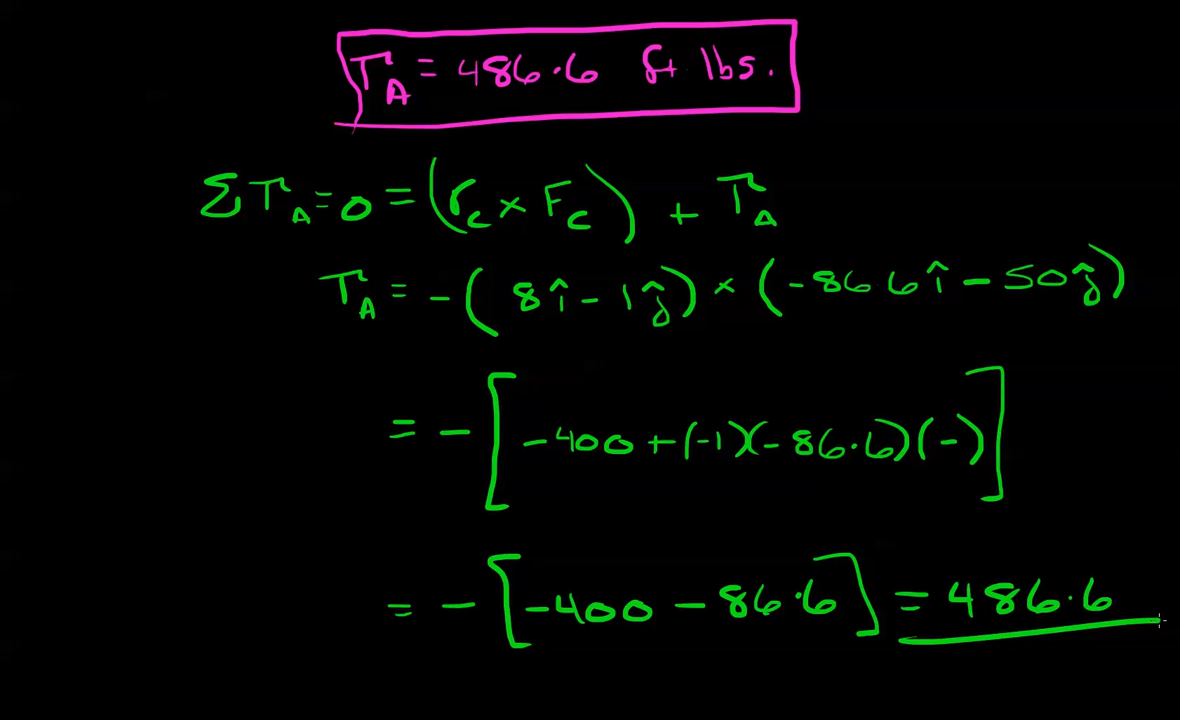 T_A = 486.6 ft lbs.
ΣT_A = 0 = (r_c × F_c) + T_A
T_A = -(8î - 1ĵ) × (-86 6î - 50ĵ)
= -[-400 + (-1)(-86.6)(-)]
= -[-400 - 86.6] = 486.6